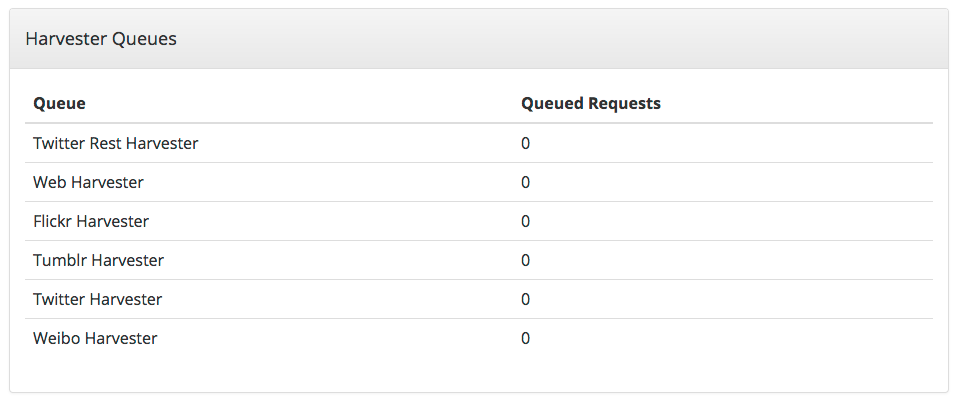 Harvester Queues
Queue Queued Requests
Twitter Rest Harvester 0
Web Harvester 0
Flickr Harvester 0
Tumblr Harvester 0
Twitter Harvester 0
Weibo Harvester 0